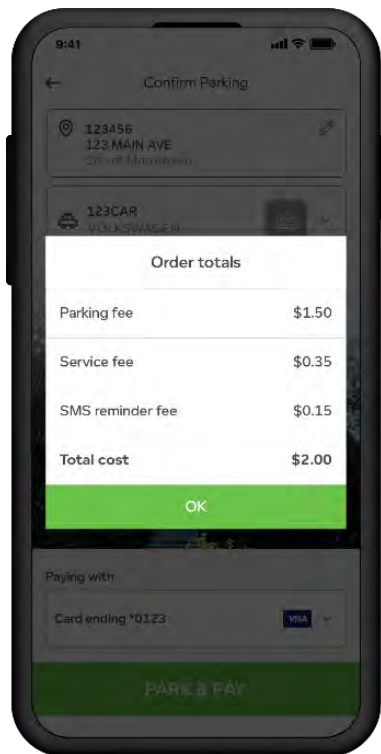 9:41
Confirm Parking
123456
123 MAIN AVE
123CAR
VOLKSWAGEN
Order totals
Parking fee $1.50
Service fee $0.35
SMS reminder fee $0.15
Total cost $2.00
OK
Paying with
Card ending *0123 VISA
PARK & PAY